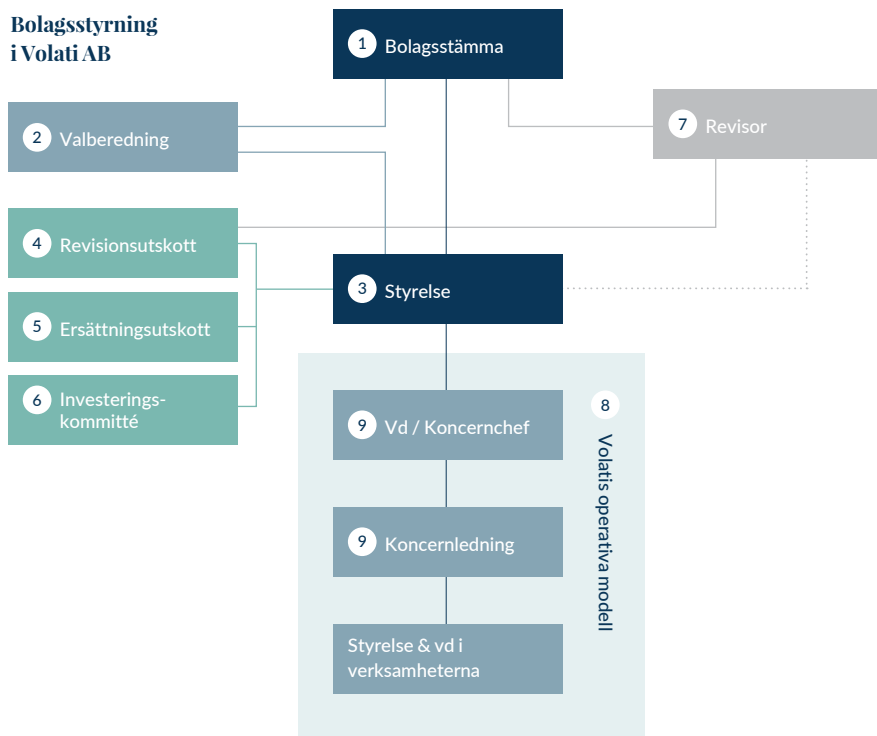 Bolagsstyrning
i Volati AB
1 Bolagsstämma
2 Valberedning
7 Revisor
4 Revisionsutskott
3 Styrelse
5 Ersättningsutskott
6 Investerings-
kommitté
8 Volatis operativa modell
9 Vd / Koncernchef
9 Koncernledning
Styrelse & vd i
verksamheterna